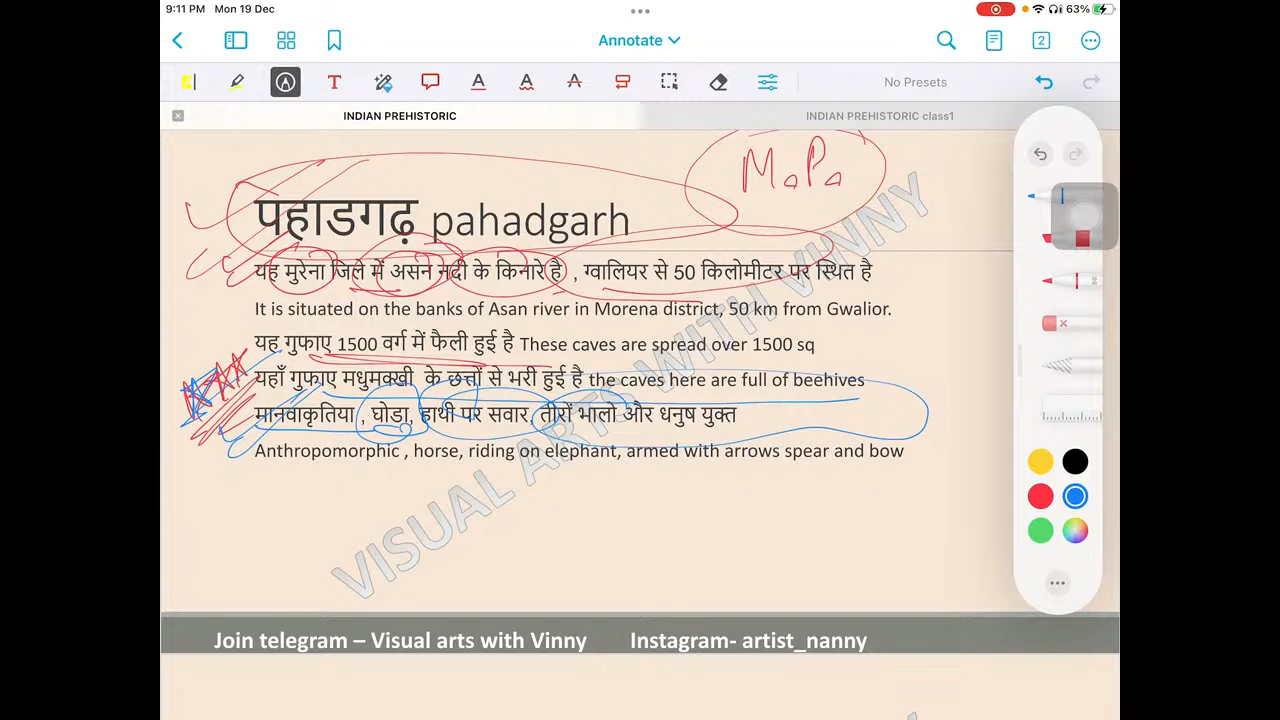 9:11 PM Mon 19 Dec
63%
Annotate
2
T
A
A
A
No Presets
INDIAN PREHISTORIC
INDIAN PREHISTORIC class1
MaPa
पहाडगढ़ pahadgarh
यह मुरेना जिले में असन नदी के किनारे है , ग्वालियर से 50 किलोमीटर पर स्थित है
It is situated on the banks of Asan river in Morena district, 50 km from Gwalior.
यह गुफाए 1500 वर्ग में फैली हुई है These caves are spread over 1500 sq
यहाँ गुफाए मधुमक्खी के छत्तों से भरी हुई है the caves here are full of beehives
मानवाकृतिया , घोडा, हाथी पर सवार, तीरों भालो और धनुष युक्त
Anthropomorphic , horse, riding on elephant, armed with arrows spear and bow
VISUAL ARTS WITH VINNY
Join telegram – Visual arts with Vinny Instagram- artist_nanny